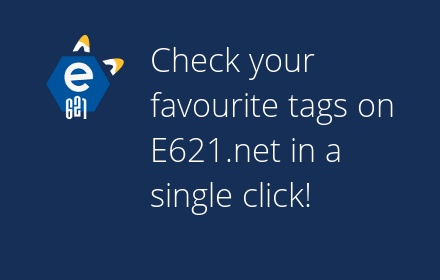 e
621
Check your
favourite tags on
E621.net in a
single click!